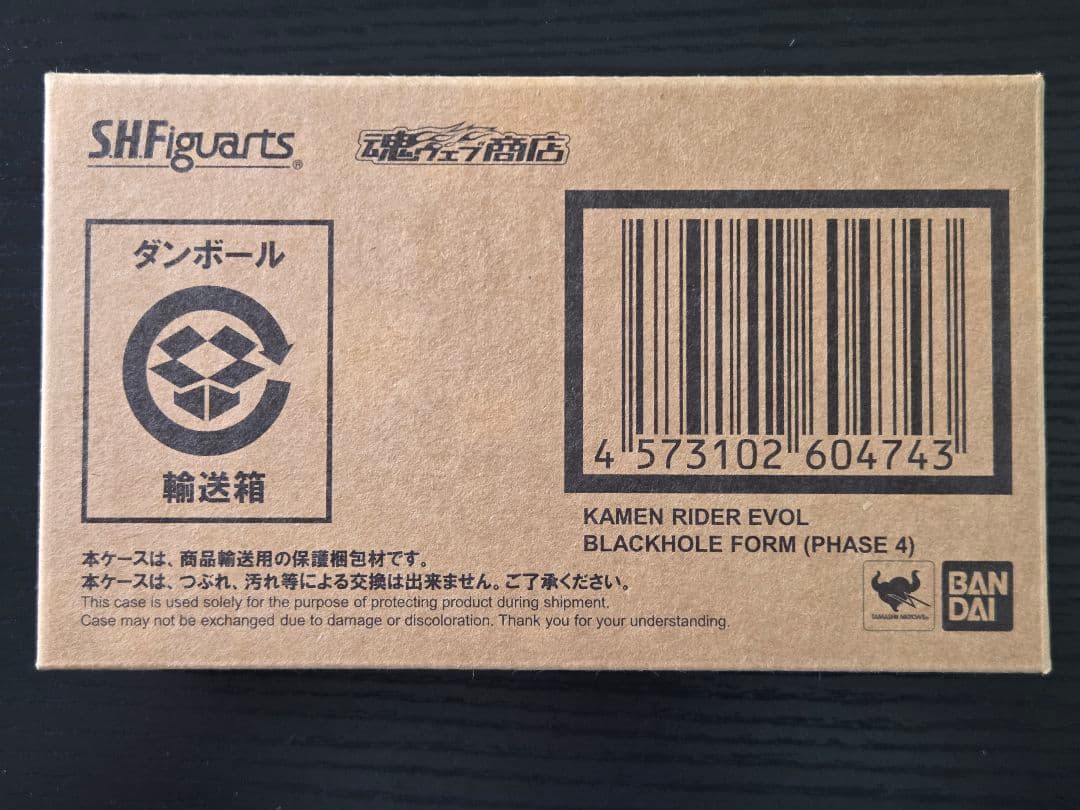 S.H.Figuarts®
魂ウェブ商店
ダンボール
輸送箱
4 573102 604743
KAMEN RIDER EVOL
BLACKHOLE FORM (PHASE 4)
本ケースは、商品輸送用の保護梱包材です。
本ケースは、つぶれ、汚れ等による交換は出来ません。ご了承ください。
This case is used solely for the purpose of protecting product during shipment.
Case may not be exchanged due to damage or discoloration. Thank you for your understanding.
TAMASHII NATIONS®
BAN
DAI